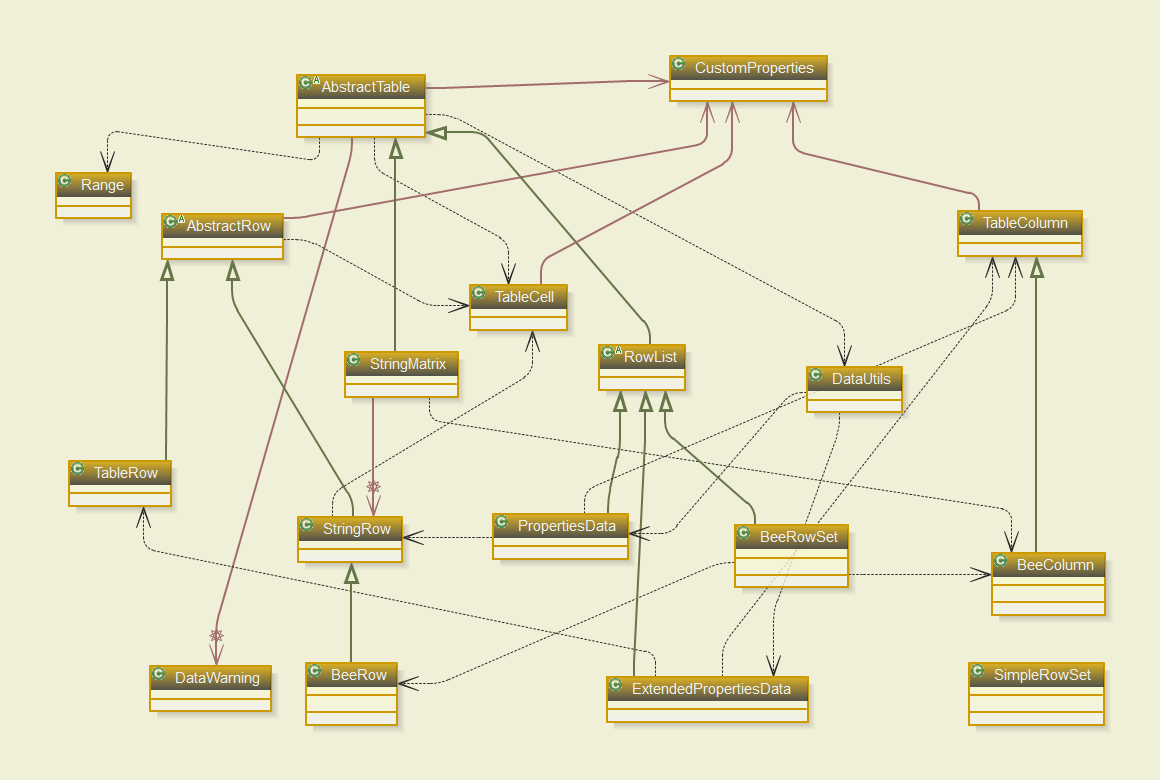 CustomProperties
AbstractTable
Range
AbstractRow
TableColumn
TableCell
StringMatrix
RowList
DataUtils
TableRow
StringRow
PropertiesData
BeeRowSet
BeeColumn
DataWarning
BeeRow
ExtendedPropertiesData
SimpleRowSet